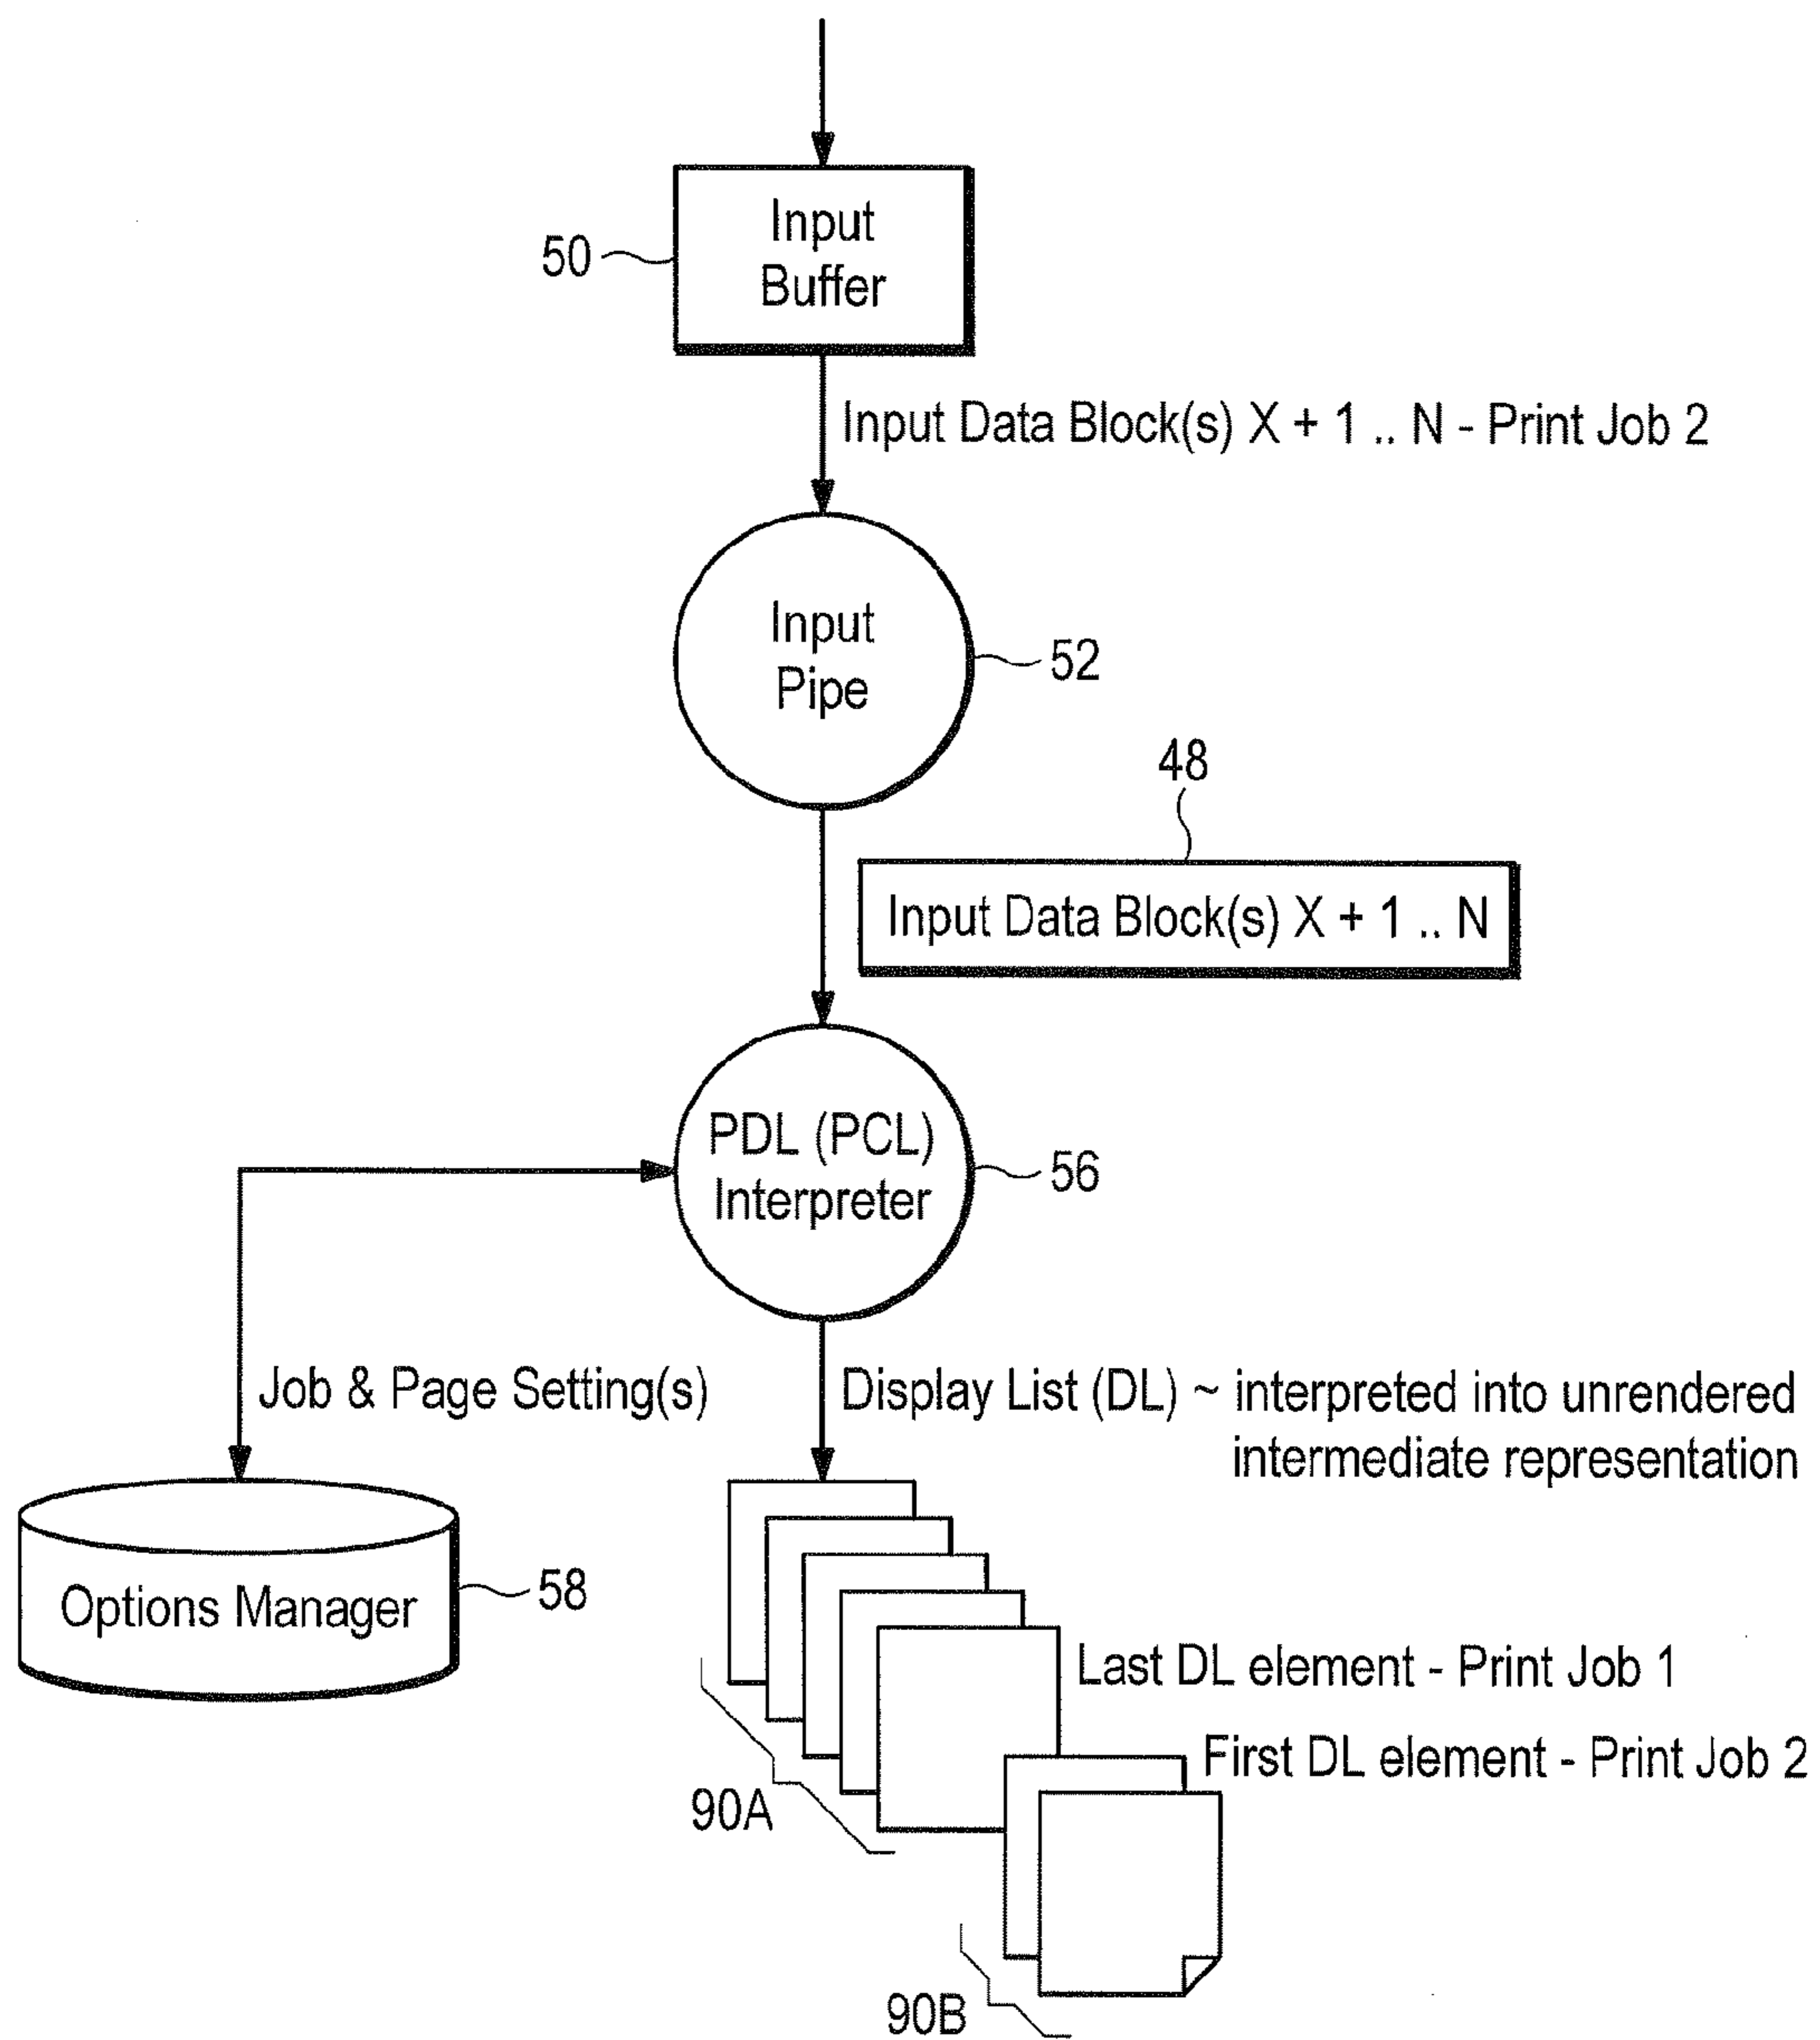 Input
Buffer
50
Input Data Block(s) X + 1 .. N - Print Job 2
Input
Pipe
52
48
Input Data Block(s) X + 1 .. N
PDL (PCL)
Interpreter
56
Job & Page Setting(s)
Display List (DL) ~ interpreted into unrendered
intermediate representation
Options Manager
58
Last DL element - Print Job 1
First DL element - Print Job 2
90A
90B